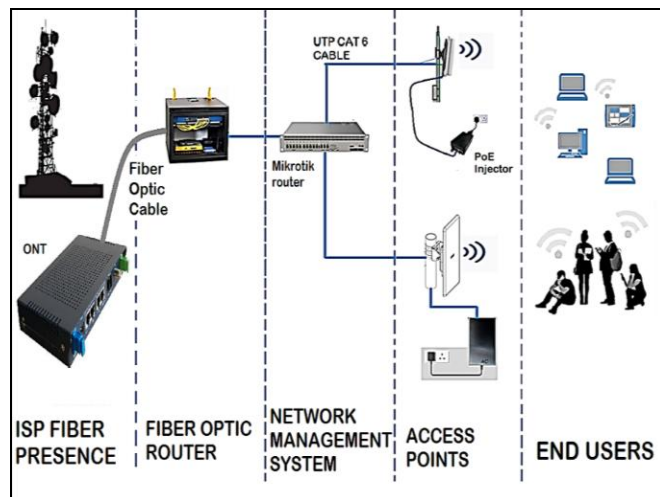 UTP CAT 6
CABLE
Fiber
Optic
Cable
Mikrotik
router
PoE
Injector
ONT
ISP FIBER
PRESENCE
FIBER OPTIC
ROUTER
NETWORK
MANAGEMENT
SYSTEM
ACCESS
POINTS
END USERS